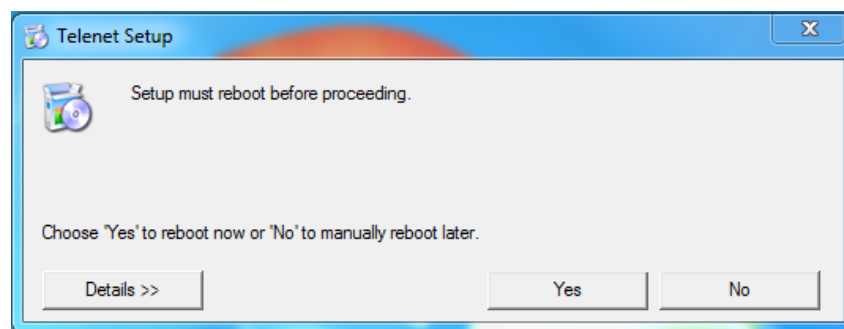 Telenet Setup
Setup must reboot before proceeding.
Choose 'Yes' to reboot now or 'No' to manually reboot later.
Details >>
Yes
No